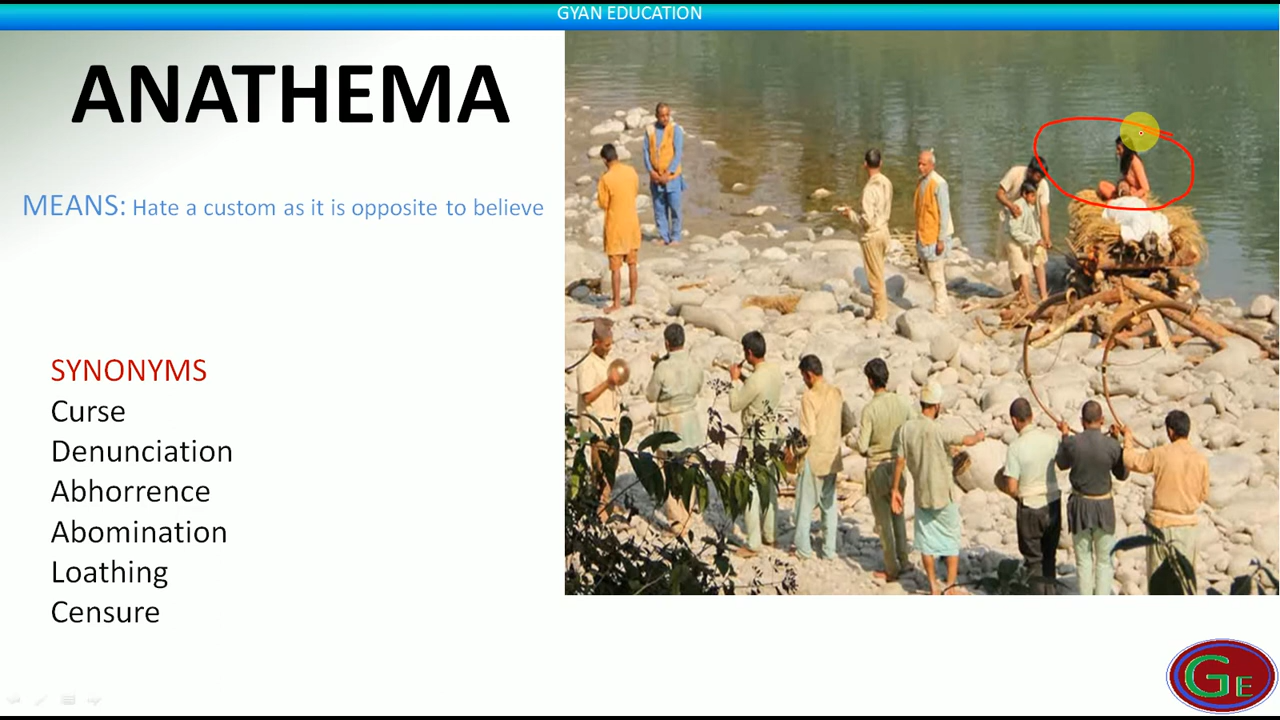 GYAN EDUCATION
ANATHEMA
MEANS: Hate a custom as it is opposite to believe
SYNONYMS
Curse
Denunciation
Abhorrence
Abomination
Loathing
Censure
GE